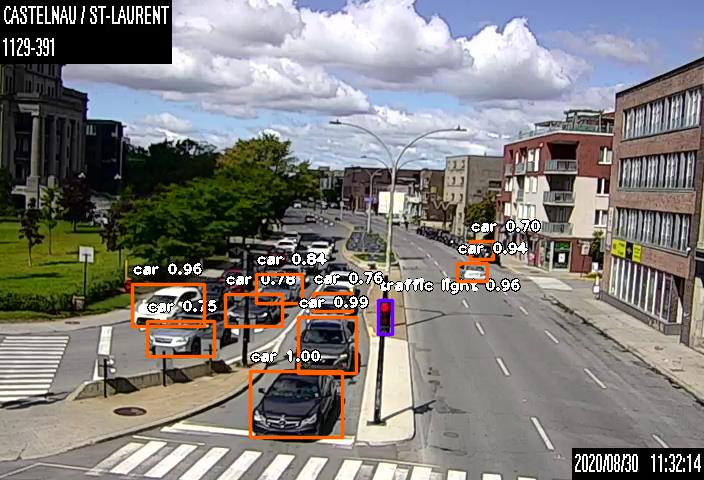 CASTELNAU / ST-LAURENT
1129-391
car 0.70
car 0.94
car 0.84
car 0.96
car 0.78
car 0.76
traffic light 0.96
car 0.75
car 0.99
car 1.00
2020/08/30 11:32:14